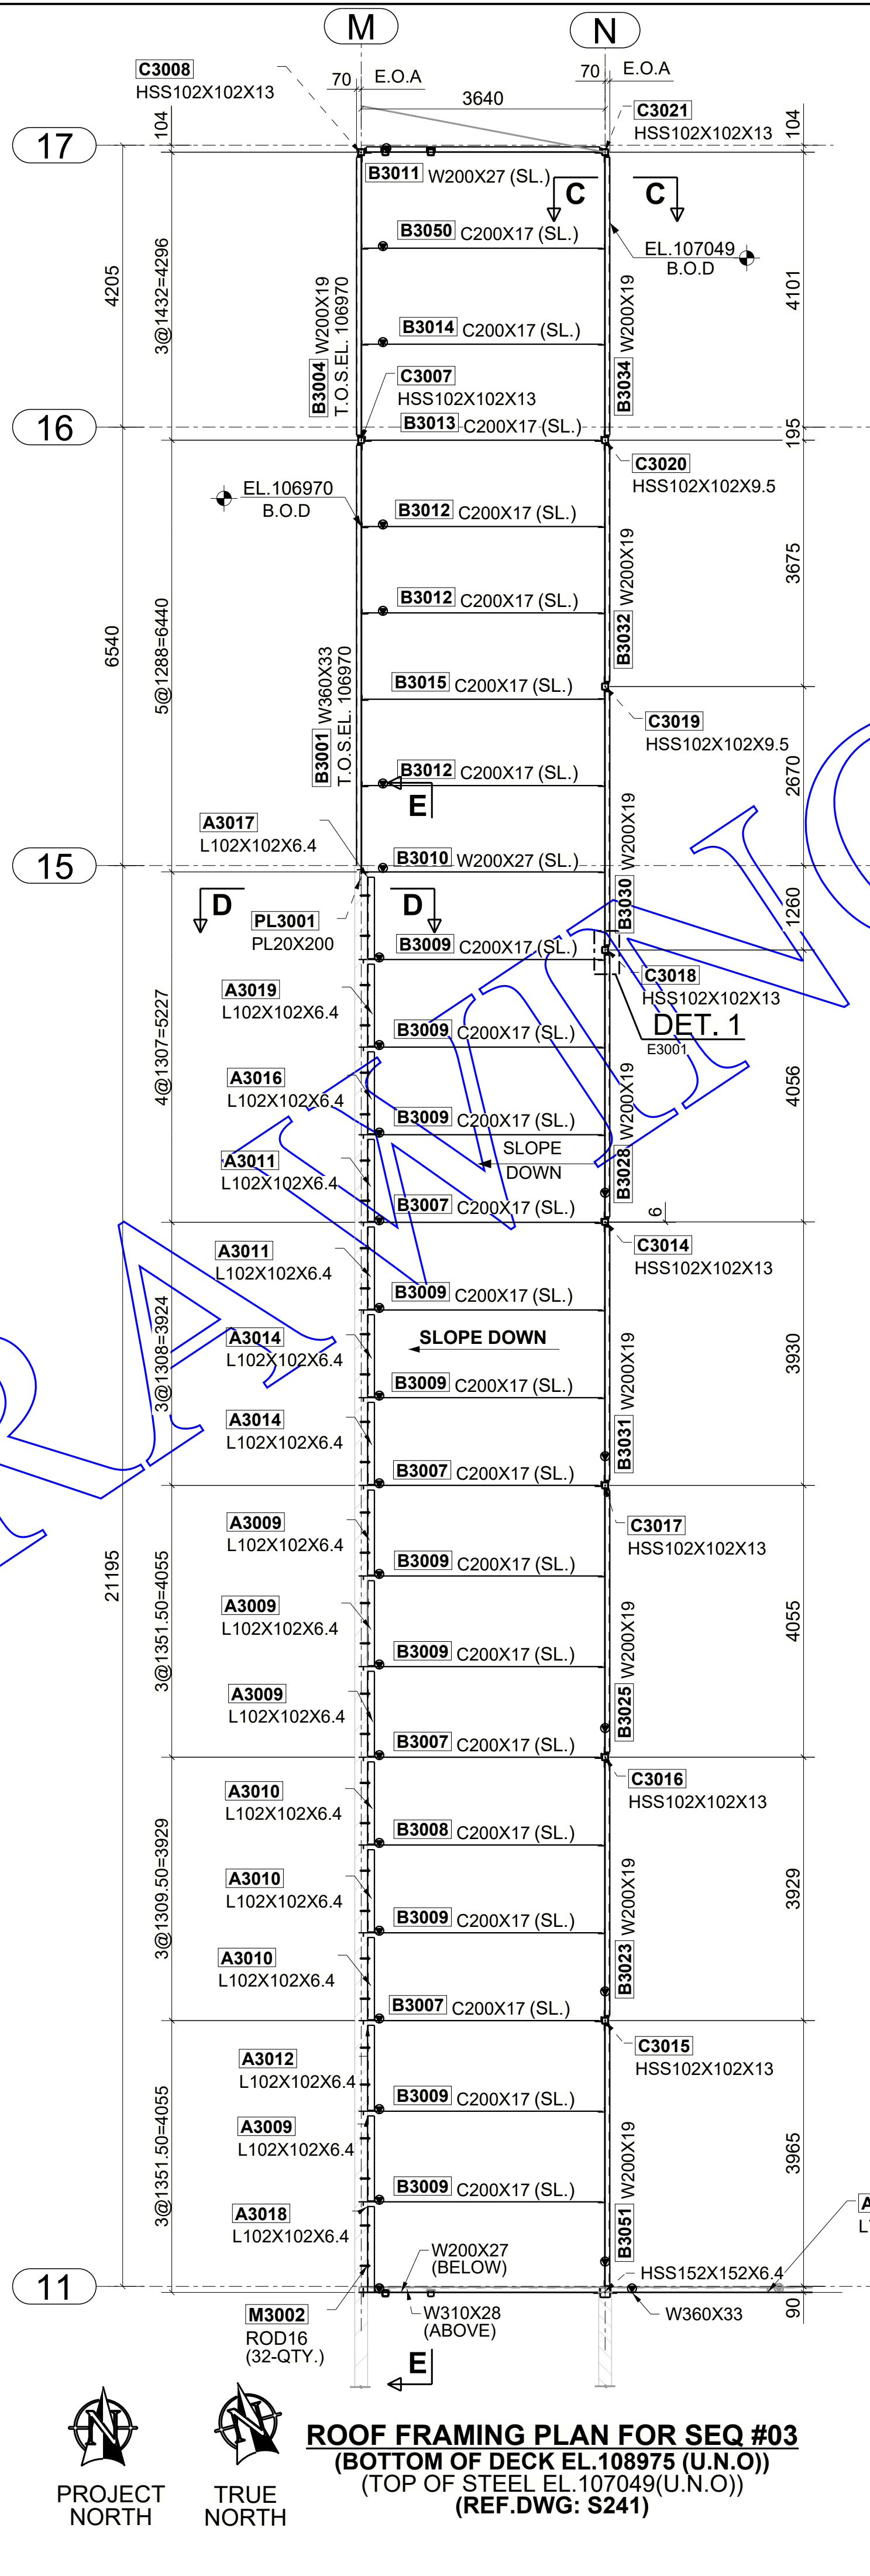 M
N
C3008
HSS102X102X13
70
E.O.A
70
E.O.A
3640
C3021
HSS102X102X13
104
104
17
B3011 W200X27 (SL.)
C
C
B3050 C200X17 (SL.)
EL.107049
B.O.D
4205
3@1432=4296
B3004 W200X19
T.O.S.EL. 106970
B3034 W200X19
4101
B3014 C200X17 (SL.)
C3007
HSS102X102X13
B3013 C200X17 (SL.)
16
195
C3020
HSS102X102X9.5
EL.106970
B.O.D
B3012 C200X17 (SL.)
B3012 C200X17 (SL.)
6540
5@1288=6440
B3001 W360X33
T.O.S.EL. 106970
B3032 W200X19
3675
B3015 C200X17 (SL.)
C3019
HSS102X102X9.5
B3012 C200X17 (SL.)
E
2670
A3017
L102X102X6.4
B3010 W200X27 (SL.)
15
B3030 W200X19
D
D
PL3001
PL20X200
1260
B3009 C200X17 (SL.)
C3018
HSS102X102X13
DET. 1
E3001
A3019
L102X102X6.4
B3009 C200X17 (SL.)
4@1307=5227
A3016
L102X102X6.4
B3009 C200X17 (SL.)
B3028 W200X19
4056
SLOPE
DOWN
A3011
L102X102X6.4
B3007 C200X17 (SL.)
6
C3014
HSS102X102X13
A3011
L102X102X6.4
B3009 C200X17 (SL.)
SLOPE DOWN
3@1308=3924
A3014
L102X102X6.4
B3009 C200X17 (SL.)
B3031 W200X19
3930
A3014
L102X102X6.4
B3007 C200X17 (SL.)
C3017
HSS102X102X13
A3009
L102X102X6.4
B3009 C200X17 (SL.)
21195
3@1351.50=4055
A3009
L102X102X6.4
B3009 C200X17 (SL.)
B3025 W200X19
4055
A3009
L102X102X6.4
B3007 C200X17 (SL.)
C3016
HSS102X102X13
A3010
L102X102X6.4
B3008 C200X17 (SL.)
3@1309.50=3929
A3010
L102X102X6.4
B3009 C200X17 (SL.)
B3023 W200X19
3929
A3010
L102X102X6.4
B3007 C200X17 (SL.)
C3015
HSS102X102X13
A3012
L102X102X6.4
B3009 C200X17 (SL.)
3@1351.50=4055
A3009
L102X102X6.4
B3009 C200X17 (SL.)
B3051 W200X19
3965
A3018
L102X102X6.4
W200X27
(BELOW)
HSS152X152X6.4
11
M3002
ROD16
(32-QTY.)
W310X28
(ABOVE)
W360X33
90
E
N
N
PROJECT
NORTH
TRUE
NORTH
ROOF FRAMING PLAN FOR SEQ #03
(BOTTOM OF DECK EL.108975 (U.N.O))
(TOP OF STEEL EL.107049(U.N.O))
(REF.DWG: S241)